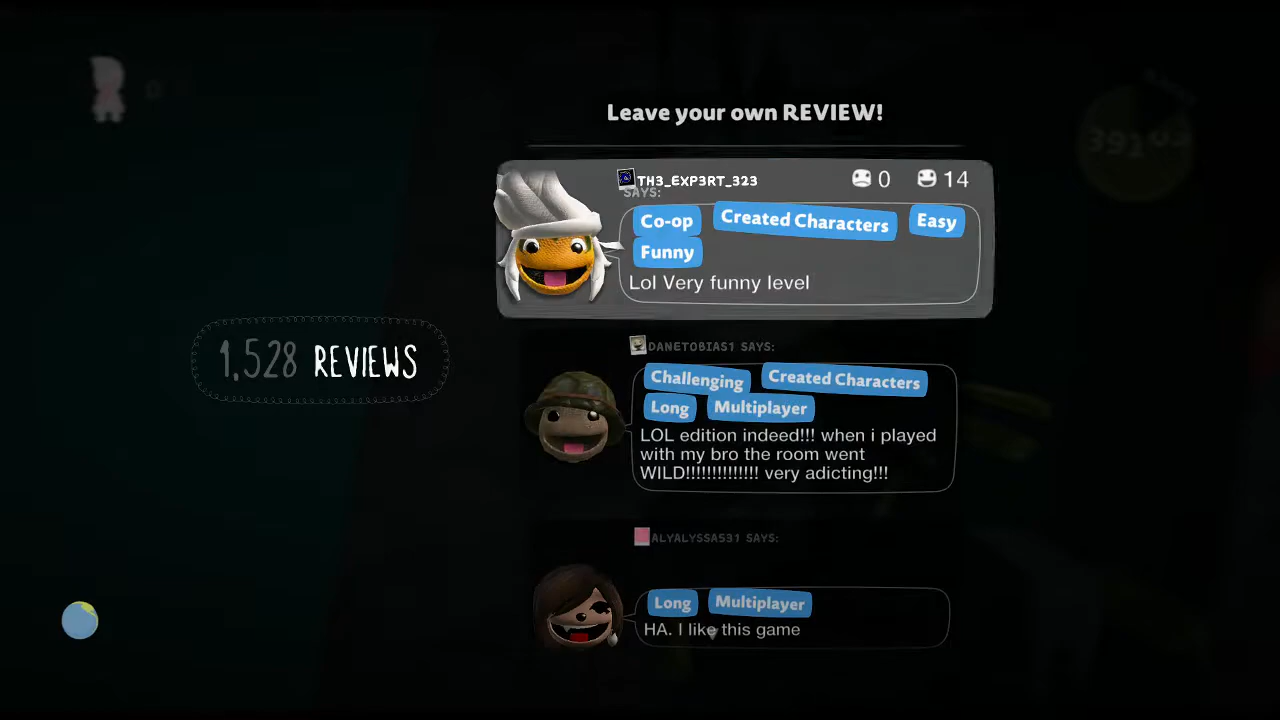 Leave your own REVIEW!
TH3_EXP3RT_323
SAYS:
0 14
Co-op Created Characters Easy
Funny
Lol Very funny level
1,528 REVIEWS
DANETOBIAS1 SAYS:
Challenging Created Characters
Long Multiplayer
LOL edition indeed!!! when i played
with my bro the room went
WILD!!!!!!!!!!!!!! very adicting!!!
ALYALYSSA531 SAYS:
Long Multiplayer
HA. I like this game